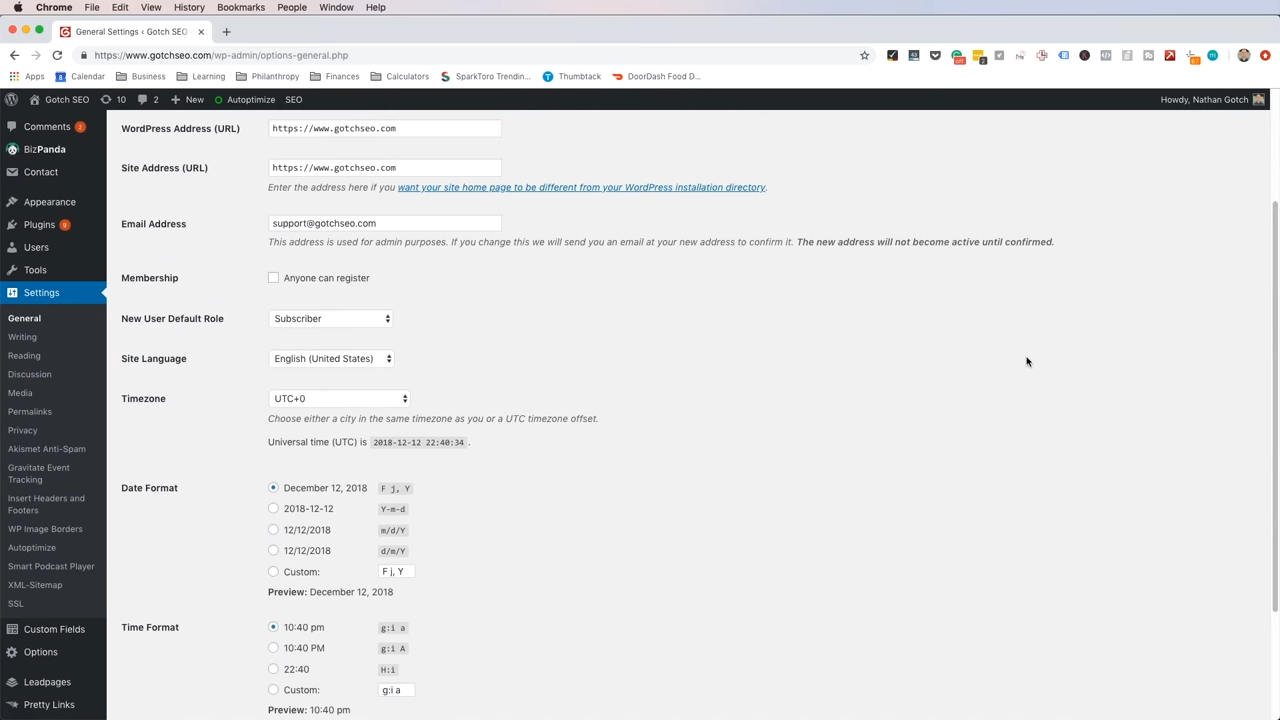 Chrome File Edit View History Bookmarks People Window Help
General Settings ‹ Gotch SEO
https://www.gotchseo.com/wp-admin/options-general.php
Apps Calendar Business Learning Philanthropy Finances Calculators SparkToro Trendin... Thumbtack DoorDash Food D...
Gotch SEO 10 2 New Autoptimize SEO Howdy, Nathan Gotch
Comments 2
BizPanda
Contact
Appearance
Plugins 9
Users
Tools
Settings
General
Writing
Reading
Discussion
Media
Permalinks
Privacy
Akismet Anti-Spam
Gravitate Event
Tracking
Insert Headers and
Footers
WP Image Borders
Autoptimize
Smart Podcast Player
XML-Sitemap
SSL
Custom Fields
Options
Leadpages
Pretty Links
WordPress Address (URL) https://www.gotchseo.com
Site Address (URL) https://www.gotchseo.com
Enter the address here if you want your site home page to be different from your WordPress installation directory.
Email Address support@gotchseo.com
This address is used for admin purposes. If you change this we will send you an email at your new address to confirm it. The new address will not become active until confirmed.
Membership Anyone can register
New User Default Role Subscriber
Site Language English (United States)
Timezone UTC+0
Choose either a city in the same timezone as you or a UTC timezone offset.
Universal time (UTC) is 2018-12-12 22:40:34 .
Date Format December 12, 2018 F j, Y
2018-12-12 Y-m-d
12/12/2018 m/d/Y
12/12/2018 d/m/Y
Custom: F j, Y
Preview: December 12, 2018
Time Format 10:40 pm g:i a
10:40 PM g:i A
22:40 H:i
Custom: g:i a
Preview: 10:40 pm